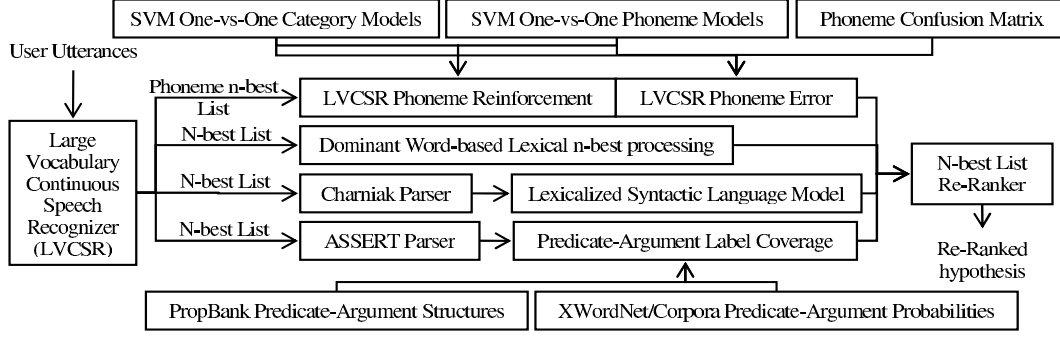 SVM One-vs-One Category Models
SVM One-vs-One Phoneme Models
Phoneme Confusion Matrix
User Utterances
Phoneme n-best
List
LVCSR Phoneme Reinforcement
LVCSR Phoneme Error
Large
Vocabulary
Continuous
Speech
Recognizer
(LVCSR)
N-best List
Dominant Word-based Lexical n-best processing
N-best List
Charniak Parser
Lexicalized Syntactic Language Model
N-best List
ASSERT Parser
Predicate-Argument Label Coverage
N-best List
Re-Ranker
Re-Ranked
hypothesis
PropBank Predicate-Argument Structures
XWordNet/Corpora Predicate-Argument Probabilities